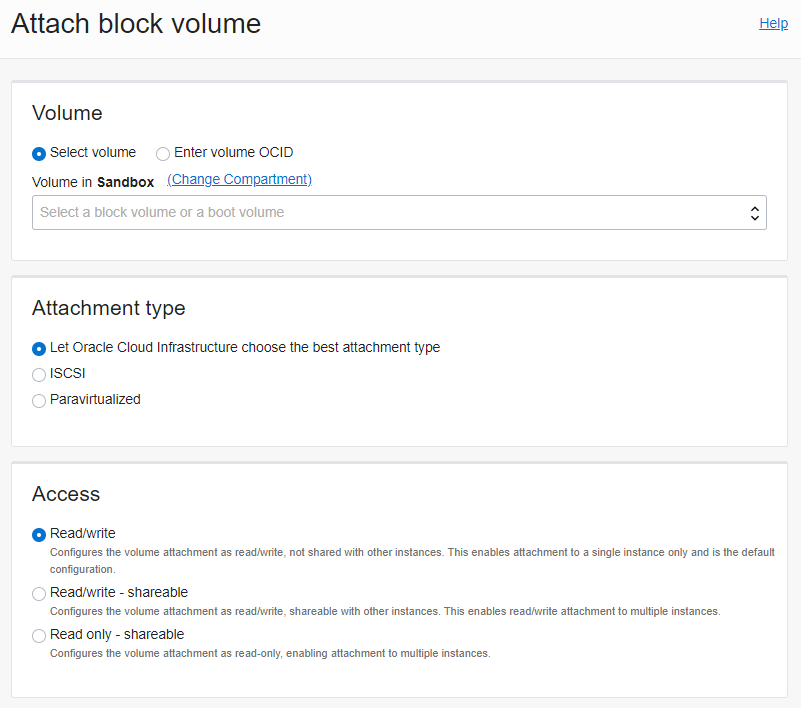 Attach block volume
Help
Volume
Select volume
Enter volume OCID
Volume in Sandbox (Change Compartment)
Select a block volume or a boot volume
Attachment type
Let Oracle Cloud Infrastructure choose the best attachment type
ISCSI
Paravirtualized
Access
Read/write
Configures the volume attachment as read/write, not shared with other instances. This enables attachment to a single instance only and is the default
configuration.
Read/write - shareable
Configures the volume attachment as read/write, shareable with other instances. This enables read/write attachment to multiple instances.
Read only - shareable
Configures the volume attachment as read-only, enabling attachment to multiple instances.